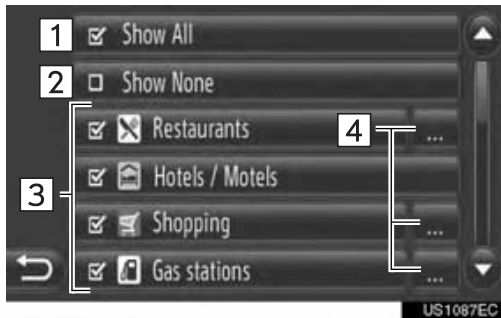 1 Show All
2 Show None
Restaurants 4 ...
Hotels / Motels
3
Shopping ...
Gas stations ...
US1087EC